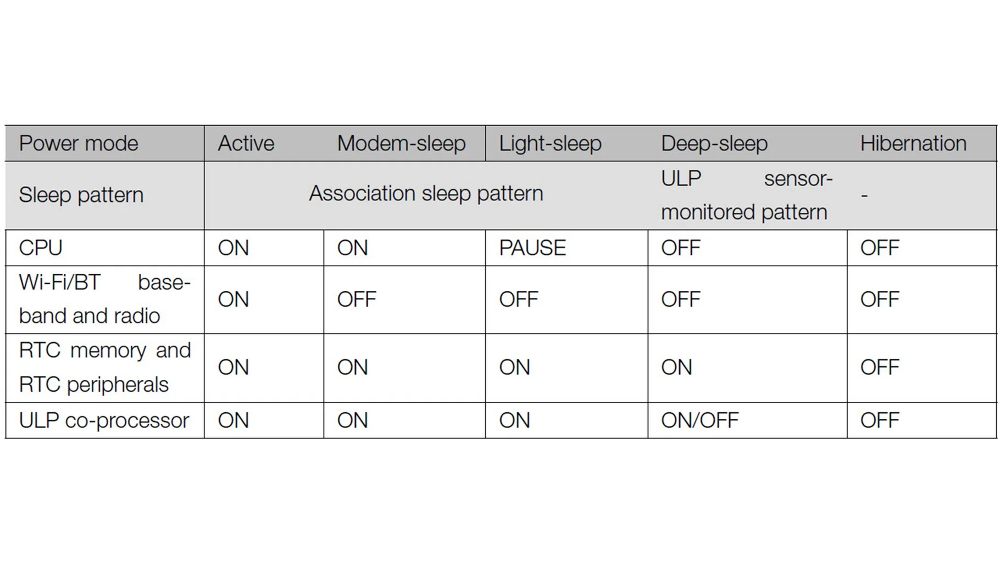 Power mode Active Modem-sleep Light-sleep Deep-sleep Hibernation
Sleep pattern Association sleep pattern ULP sensor-
monitored pattern -
CPU ON ON PAUSE OFF OFF
Wi-Fi/BT base-
band and radio ON OFF OFF OFF OFF
RTC memory and
RTC peripherals ON ON ON ON OFF
ULP co-processor ON ON ON ON/OFF OFF